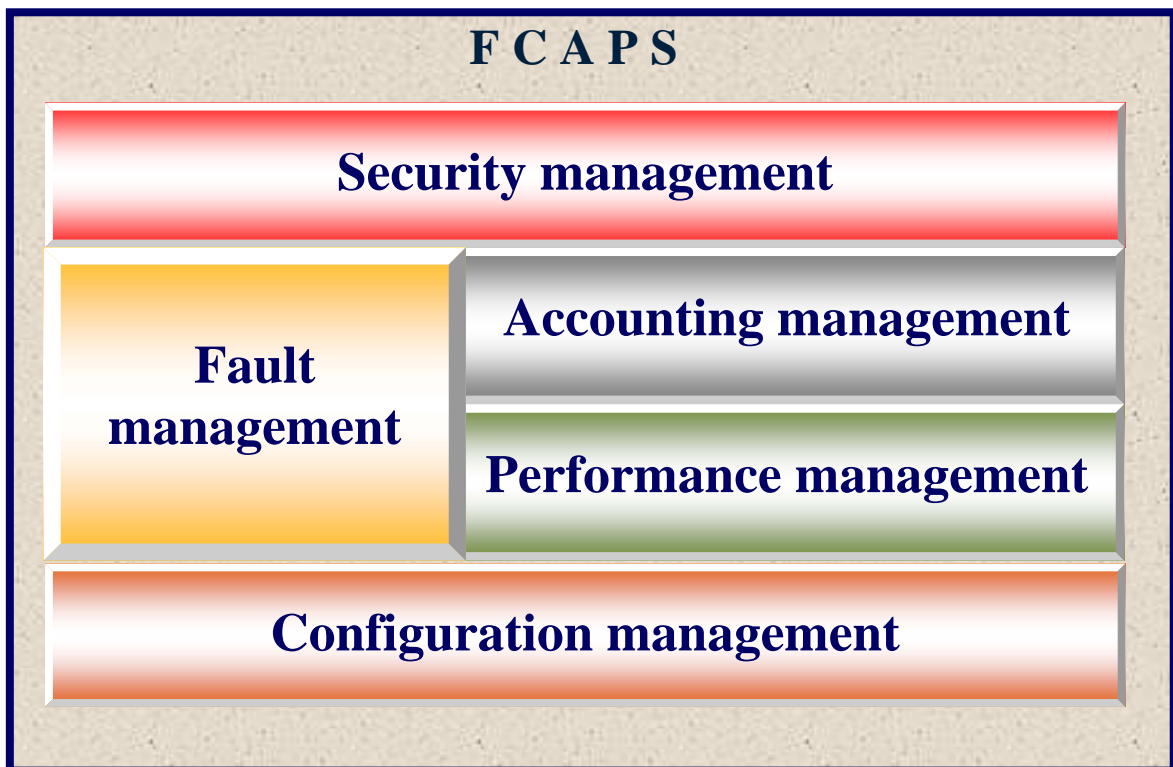 F C A P S
Security management
Fault
management
Accounting management
Performance management
Configuration management